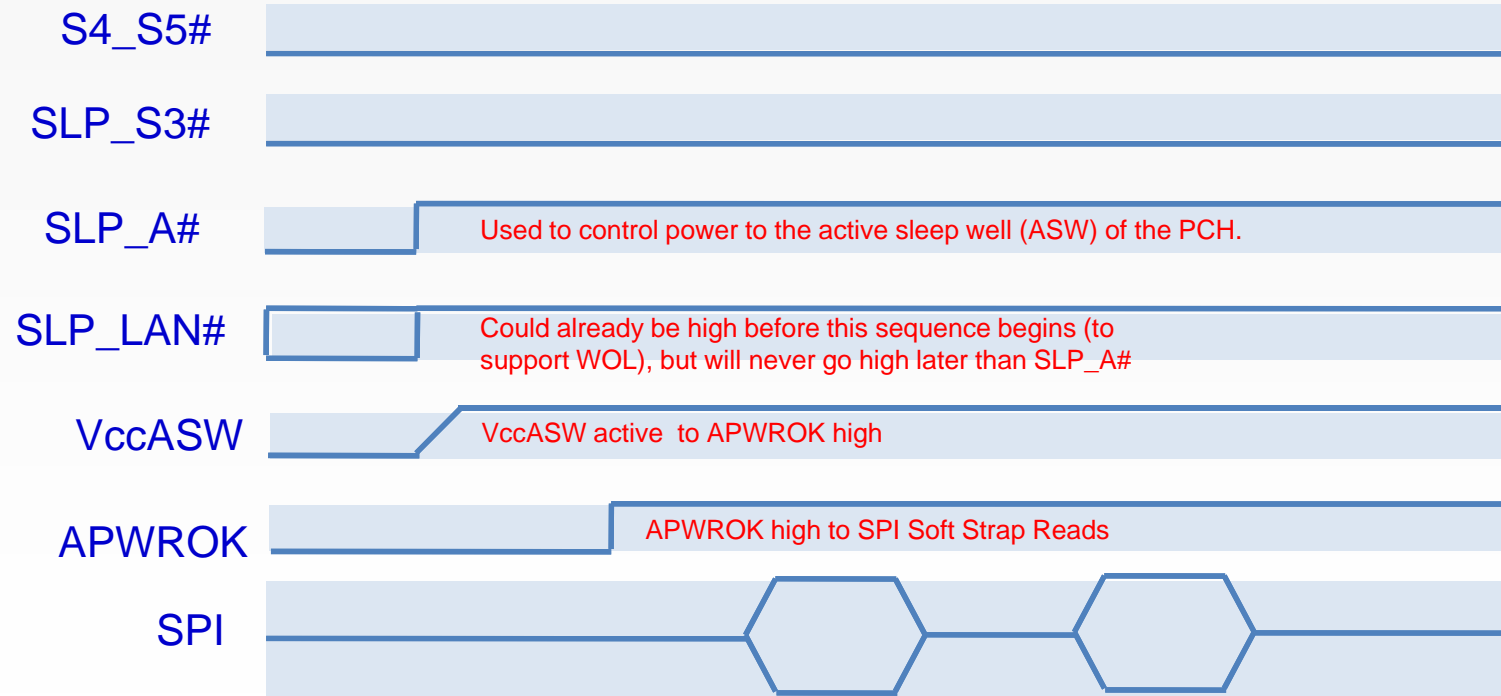 S4_S5#
SLP_S3#
SLP_A#
Used to control power to the active sleep well (ASW) of the PCH.
SLP_LAN#
Could already be high before this sequence begins (to
support WOL), but will never go high later than SLP_A#
VccASW
VccASW active to APWROK high
APWROK
APWROK high to SPI Soft Strap Reads
SPI